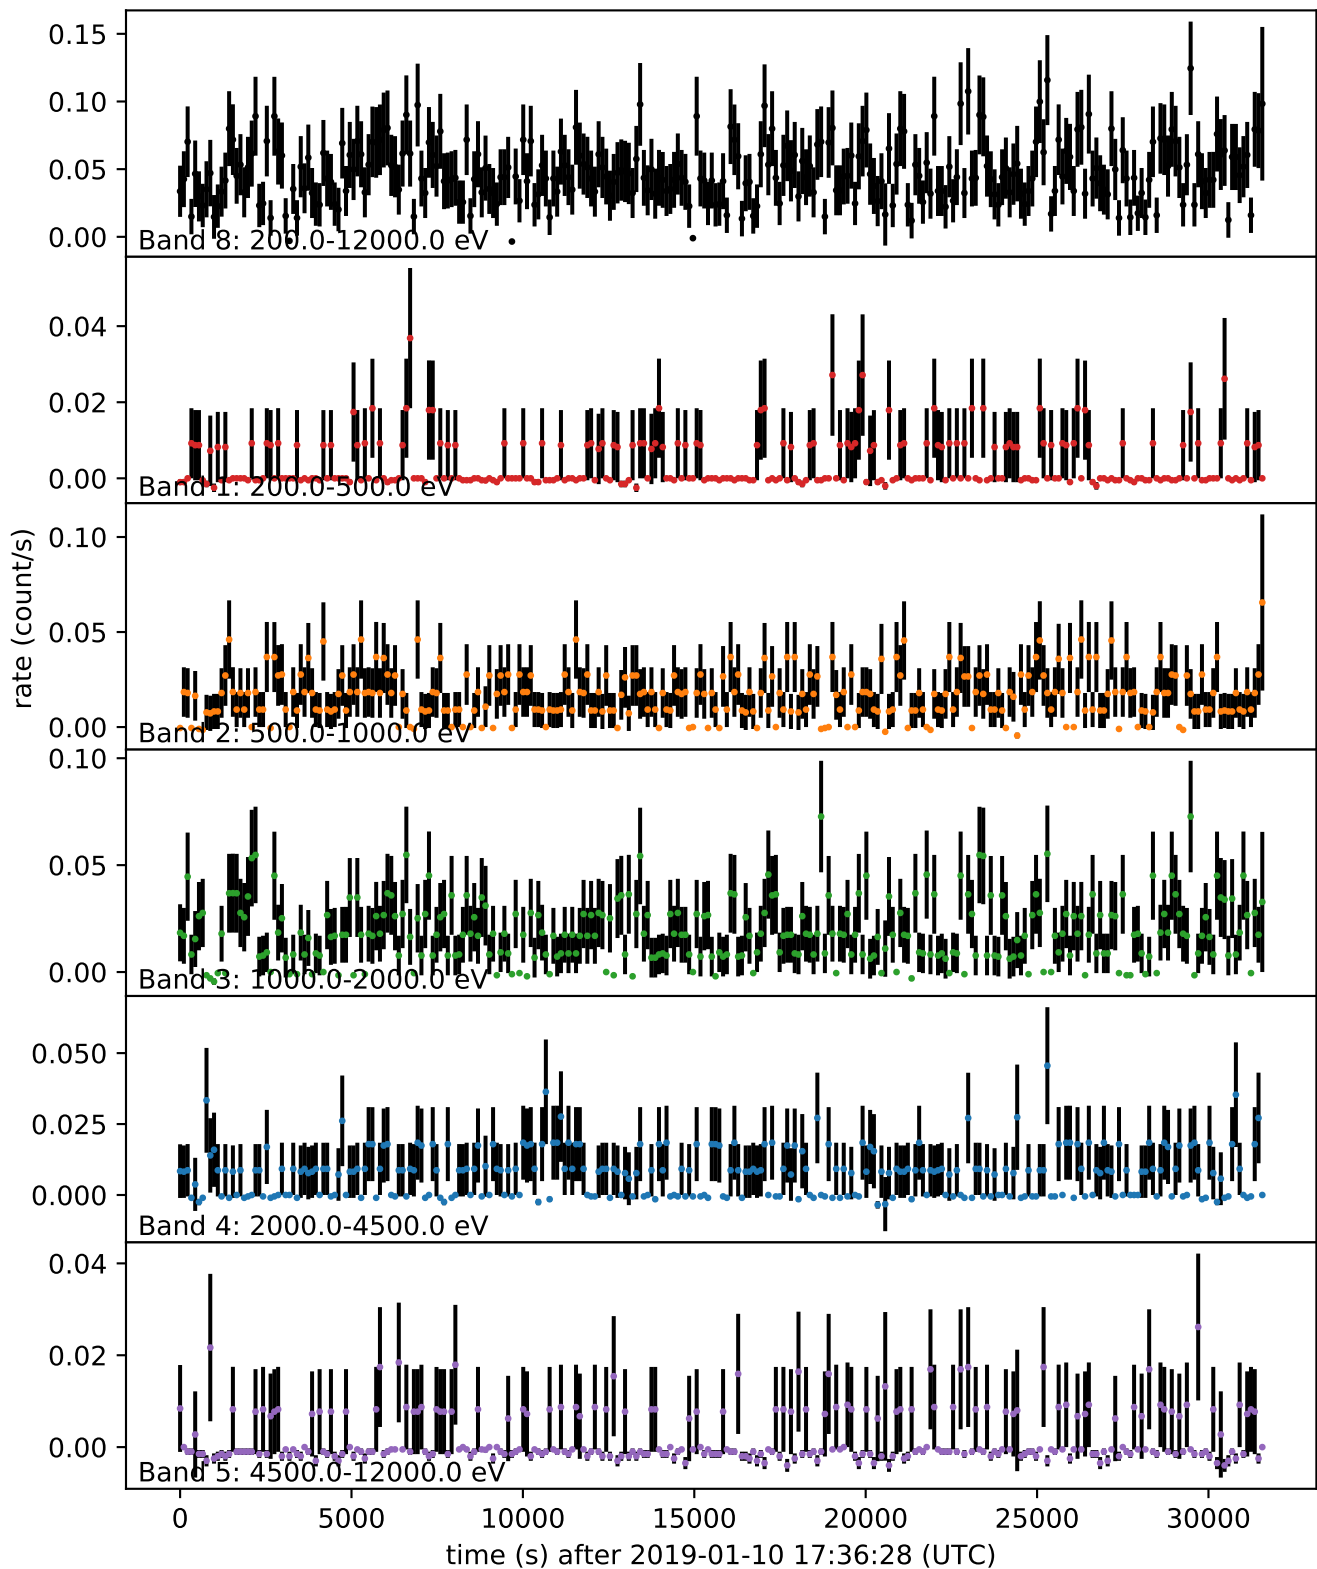 0.15
0.10
0.05
0.00
Band 8: 200.0-12000.0 eV
0.04
0.02
0.00
Band 1: 200.0-500.0 eV
rate (count/s)
0.10
0.05
0.00
Band 2: 500.0-1000.0 eV
0.10
0.05
0.00
Band 3: 1000.0-2000.0 eV
0.050
0.025
0.000
Band 4: 2000.0-4500.0 eV
0.04
0.02
0.00
Band 5: 4500.0-12000.0 eV
0 5000 10000 15000 20000 25000 30000
time (s) after 2019-01-10 17:36:28 (UTC)